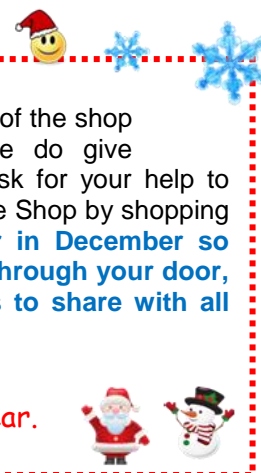 of the shop
e do give
sk for your help to
e Shop by shopping
r in December so
hrough your door,
s to share with all
ar.